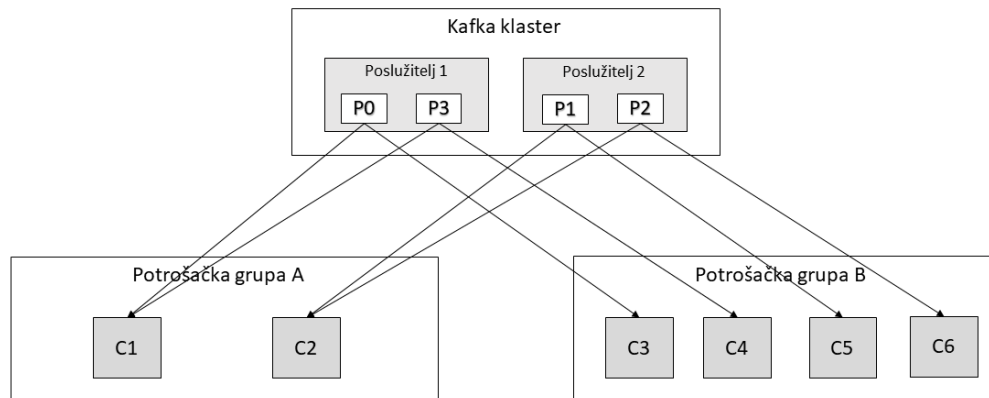 Kafka klaster
Poslužitelj 1
Poslužitelj 2
P0
P3
P1
P2
Potrošačka grupa A
Potrošačka grupa B
C1
C2
C3
C4
C5
C6